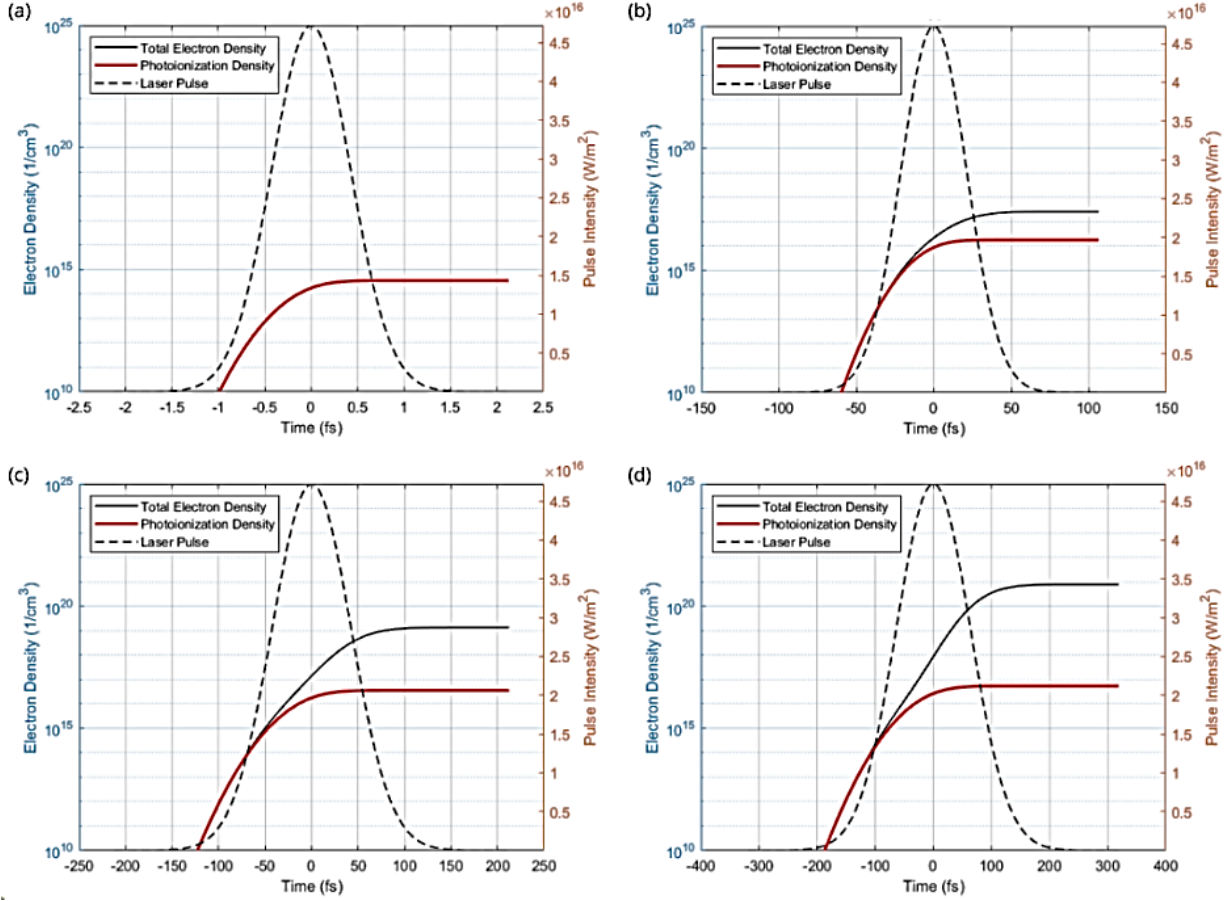 (a)
×10^16
10^25
10^20
10^15
10^10
Electron Density (1/cm^3)
Total Electron Density
Photoionization Density
Laser Pulse
4.5
4
3.5
3
2.5
2
1.5
1
0.5
Pulse Intensity (W/m^2)
-2.5 -2 -1.5 -1 -0.5 0 0.5 1 1.5 2 2.5
Time (fs)
(b)
×10^16
10^25
10^20
10^15
10^10
Electron Density (1/cm^3)
Total Electron Density
Photoionization Density
Laser Pulse
4.5
4
3.5
3
2.5
2
1.5
1
0.5
Pulse Intensity (W/m^2)
-150 -100 -50 0 50 100 150
Time (fs)
(c)
×10^16
10^25
10^20
10^15
10^10
Electron Density (1/cm^3)
Total Electron Density
Photoionization Density
Laser Pulse
4.5
4
3.5
3
2.5
2
1.5
1
0.5
Pulse Intensity (W/m^2)
-250 -200 -150 -100 -50 0 50 100 150 200 250
Time (fs)
(d)
×10^16
10^25
10^20
10^15
10^10
Electron Density (1/cm^3)
Total Electron Density
Photoionization Density
Laser Pulse
4.5
4
3.5
3
2.5
2
1.5
1
0.5
Pulse Intensity (W/m^2)
-400 -300 -200 -100 0 100 200 300 400
Time (fs)